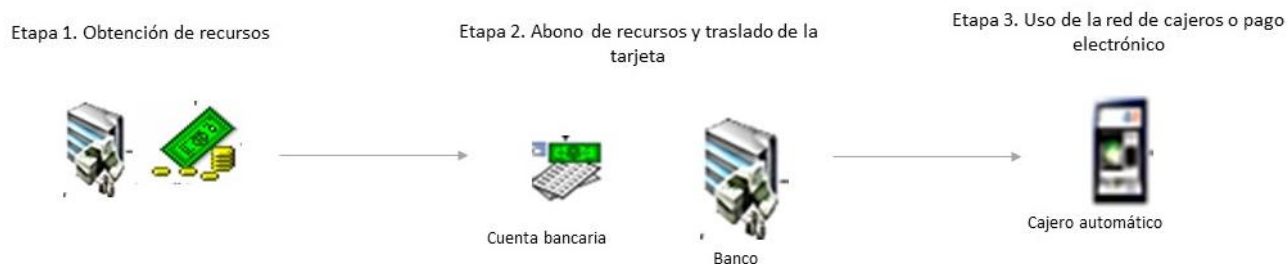 Etapa 1. Obtención de recursos
Etapa 2. Abono de recursos y traslado de la
tarjeta
Etapa 3. Uso de la red de cajeros o pago
electrónico
Cuenta bancaria
Banco
Cajero automático